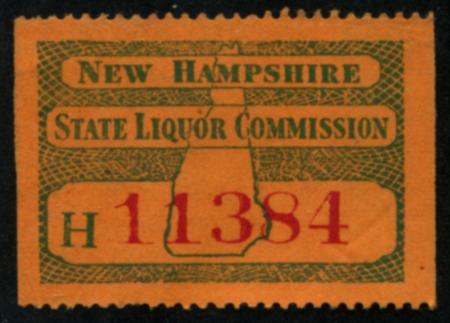 NEW HAMPSHIRE
STATE LIQUOR COMMISSION
H 11384